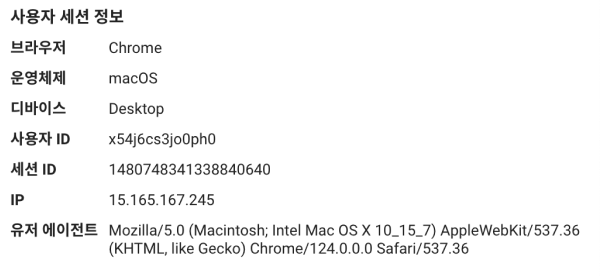 사용자 세션 정보
브라우저 Chrome
운영체제 macOS
디바이스 Desktop
사용자 ID x54j6cs3jo0ph0
세션 ID 1480748341338840640
IP 15.165.167.245
유저 에이전트 Mozilla/5.0 (Macintosh; Intel Mac OS X 10_15_7) AppleWebKit/537.36
(KHTML, like Gecko) Chrome/124.0.0.0 Safari/537.36